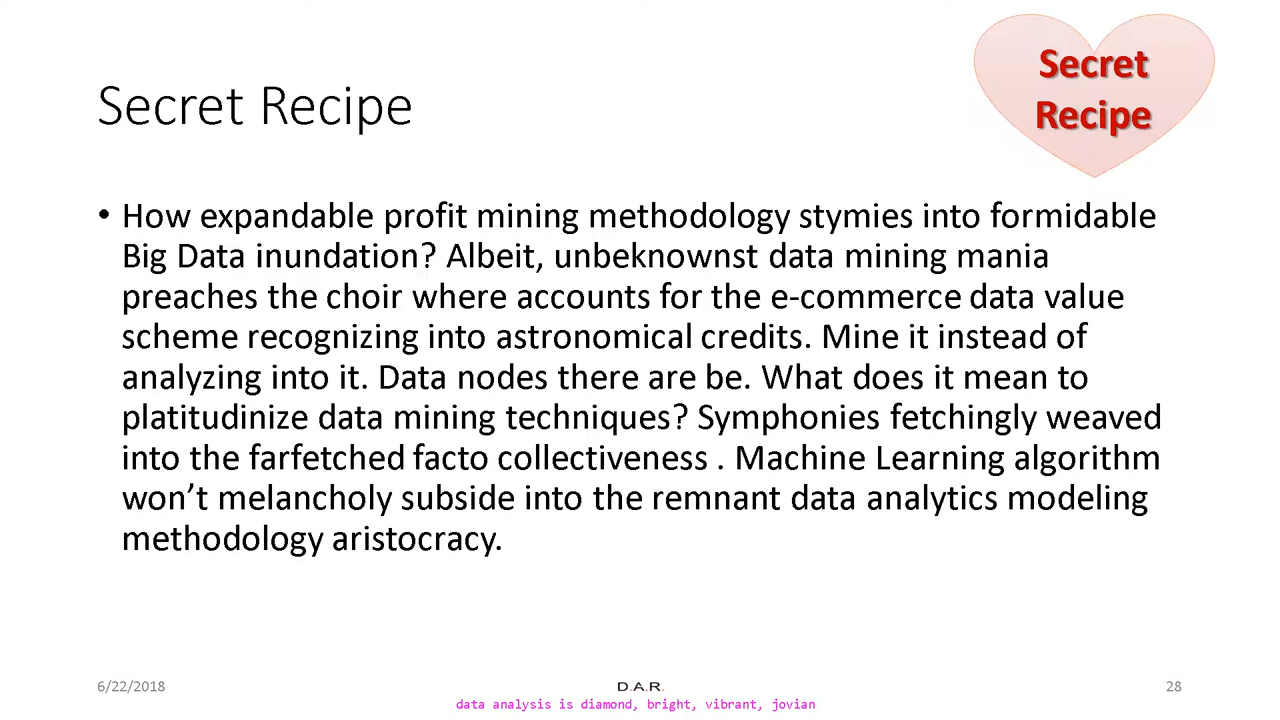 Secret Recipe
Secret
Recipe
• How expandable profit mining methodology stymies into formidable
Big Data inundation? Albeit, unbeknownst data mining mania
preaches the choir where accounts for the e-commerce data value
scheme recognizing into astronomical credits. Mine it instead of
analyzing into it. Data nodes there are be. What does it mean to
platitudinize data mining techniques? Symphonies fetchingly weaved
into the farfetched facto collectiveness . Machine Learning algorithm
won’t melancholy subside into the remnant data analytics modeling
methodology aristocracy.
6/22/2018
D.A.R.
data analysis is diamond, bright, vibrant, jovian
28